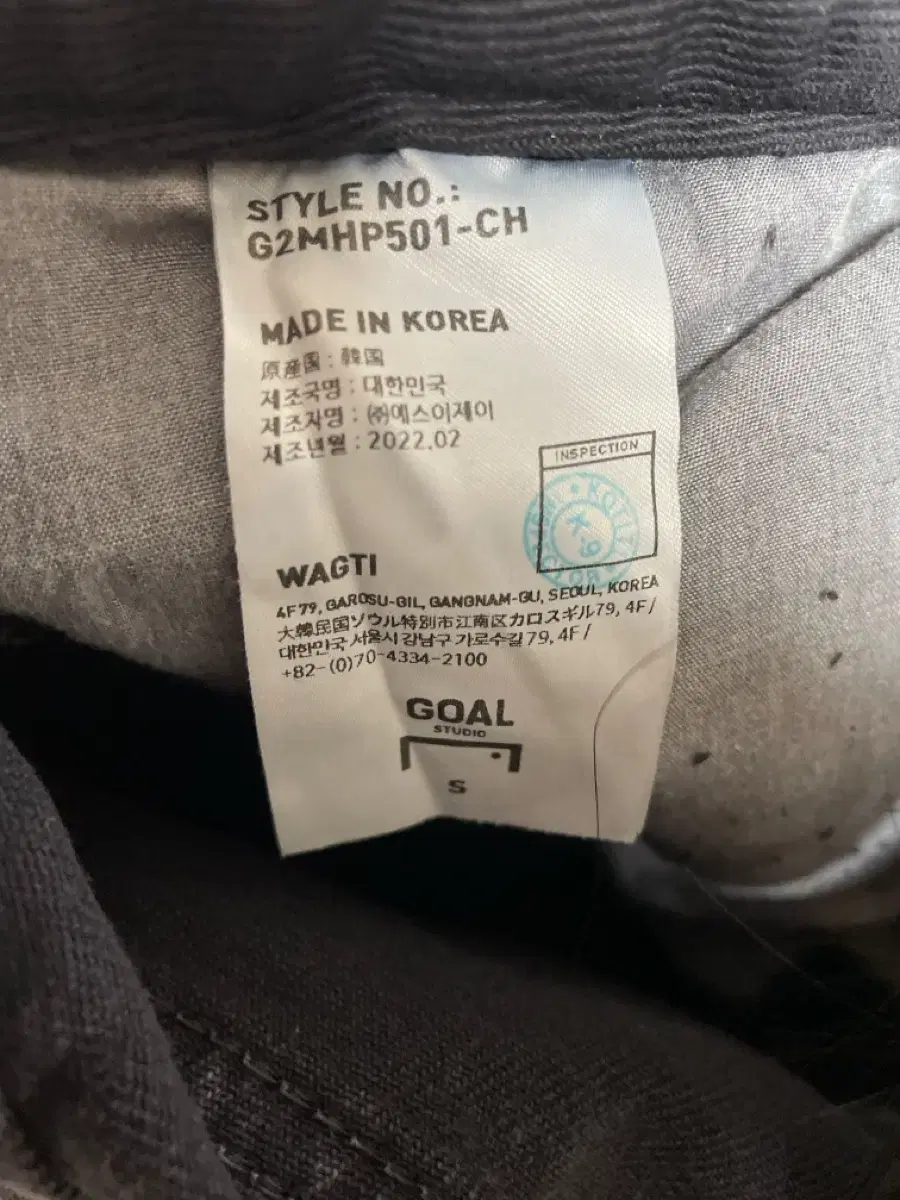 STYLE NO.:
G2MHP501-CH
MADE IN KOREA
原産国 : 韓国
제조국명 : 대한민국
제조자명 : ㈜에스이제이
제조년월 : 2022.02
INSPECTION
KOTITI
K-9
WAGTI
4F 79, GAROSU-GIL, GANGNAM-GU, SEOUL, KOREA
大韓民国ソウル特別市江南区カロスギル79, 4F /
대한민국 서울시 강남구 가로수길 79, 4F /
+82-(0)70-4334-2100
GOAL
STUDIO
S